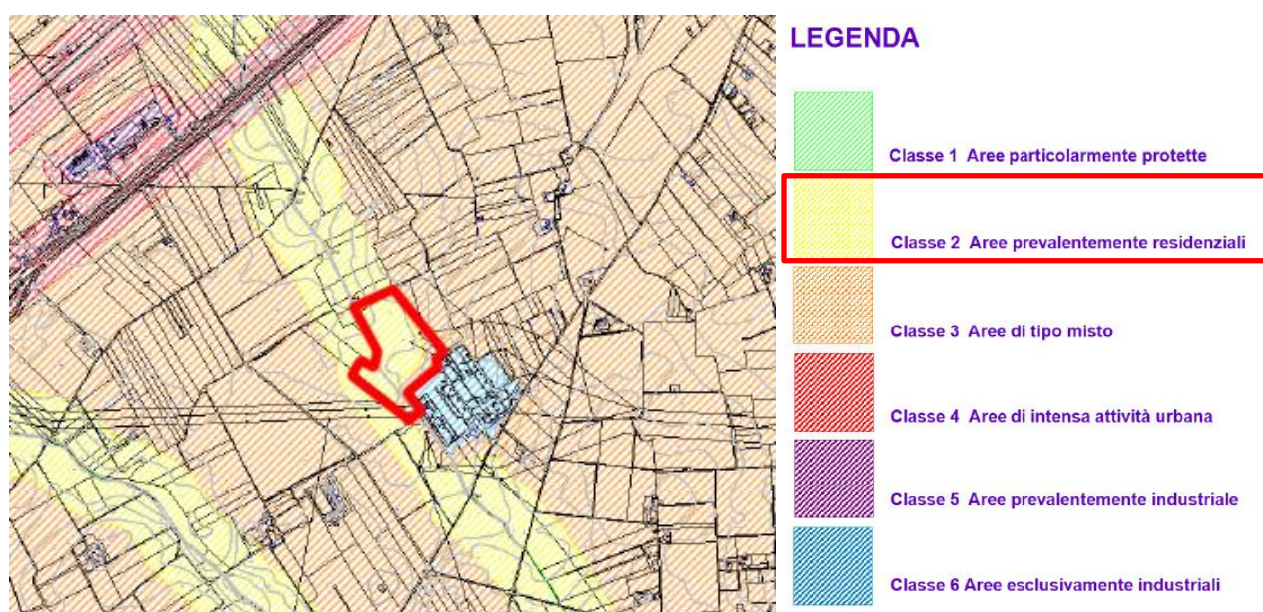 LEGENDA
Classe 1 Aree particolarmente protette
Classe 2 Aree prevalentemente residenziali
Classe 3 Aree di tipo misto
Classe 4 Aree di intensa attività urbana
Classe 5 Aree prevalentemente industriale
Classe 6 Aree esclusivamente industriali